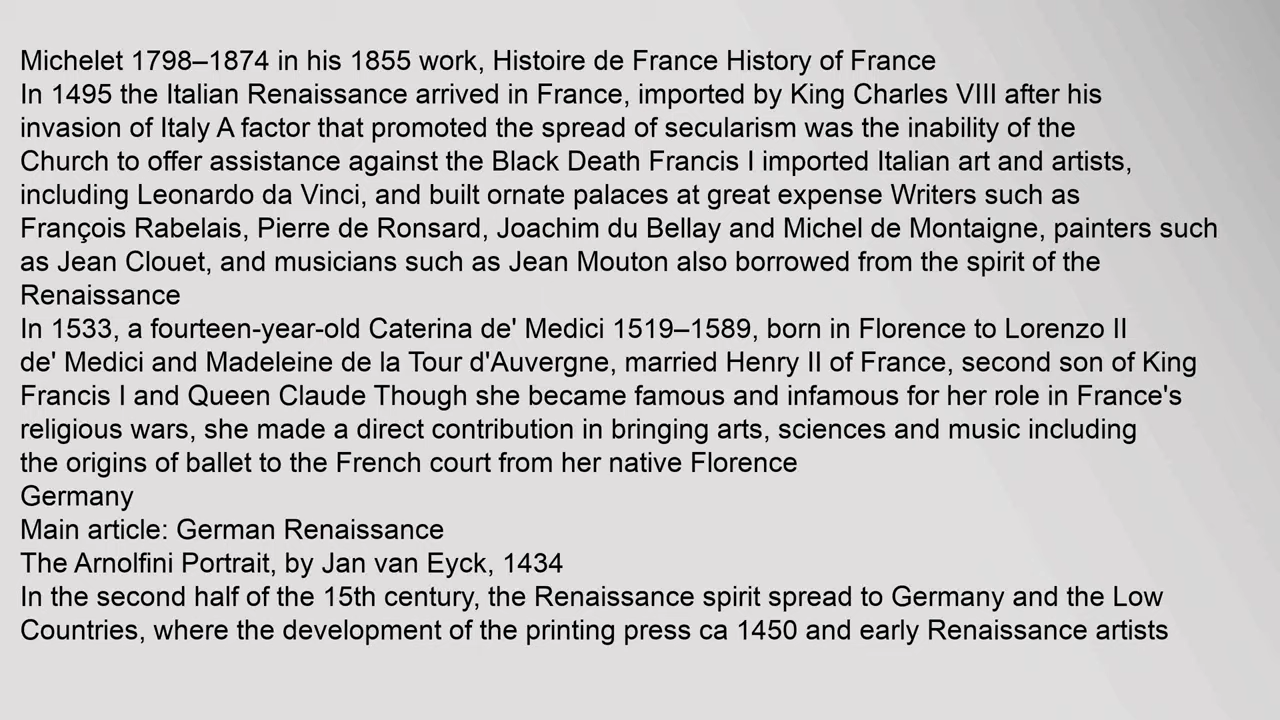 Michelet 1798–1874 in his 1855 work, Histoire de France History of France
In 1495 the Italian Renaissance arrived in France, imported by King Charles VIII after his
invasion of Italy A factor that promoted the spread of secularism was the inability of the
Church to offer assistance against the Black Death Francis I imported Italian art and artists,
including Leonardo da Vinci, and built ornate palaces at great expense Writers such as
François Rabelais, Pierre de Ronsard, Joachim du Bellay and Michel de Montaigne, painters such
as Jean Clouet, and musicians such as Jean Mouton also borrowed from the spirit of the
Renaissance
In 1533, a fourteen-year-old Caterina de' Medici 1519–1589, born in Florence to Lorenzo II
de' Medici and Madeleine de la Tour d'Auvergne, married Henry II of France, second son of King
Francis I and Queen Claude Though she became famous and infamous for her role in France's
religious wars, she made a direct contribution in bringing arts, sciences and music including
the origins of ballet to the French court from her native Florence
Germany
Main article: German Renaissance
The Arnolfini Portrait, by Jan van Eyck, 1434
In the second half of the 15th century, the Renaissance spirit spread to Germany and the Low
Countries, where the development of the printing press ca 1450 and early Renaissance artists